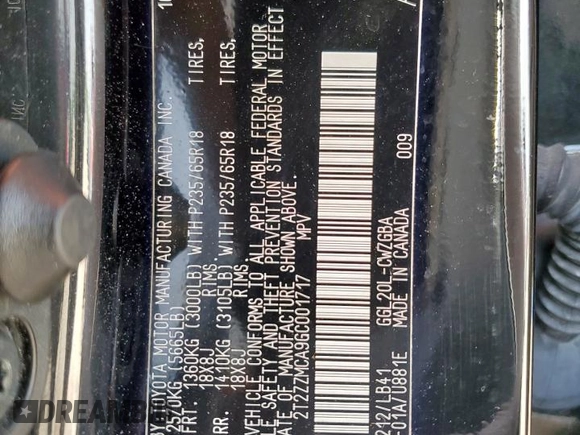 BY TOYOTA MOTOR MANUFACTURING CANADA INC.
2570KG (5665LB)
FRT. 1360KG (3000LB) WITH P235/65R18 TIRES,
18X8J RIMS
RR. 1410KG (3105LB) WITH P235/65R18 TIRES,
18X8J RIMS
VEHICLE CONFORMS TO ALL APPLICABLE FEDERAL MOTOR
SAFETY AND THEFT PREVENTION STANDARDS IN EFFECT
OF MANUFACTURE SHOWN ABOVE.
2T2ZZMCA9GC001717 MPV
009
212/LB41 GGL20L-CWZGBA
01A/U881E MADE IN CANADA